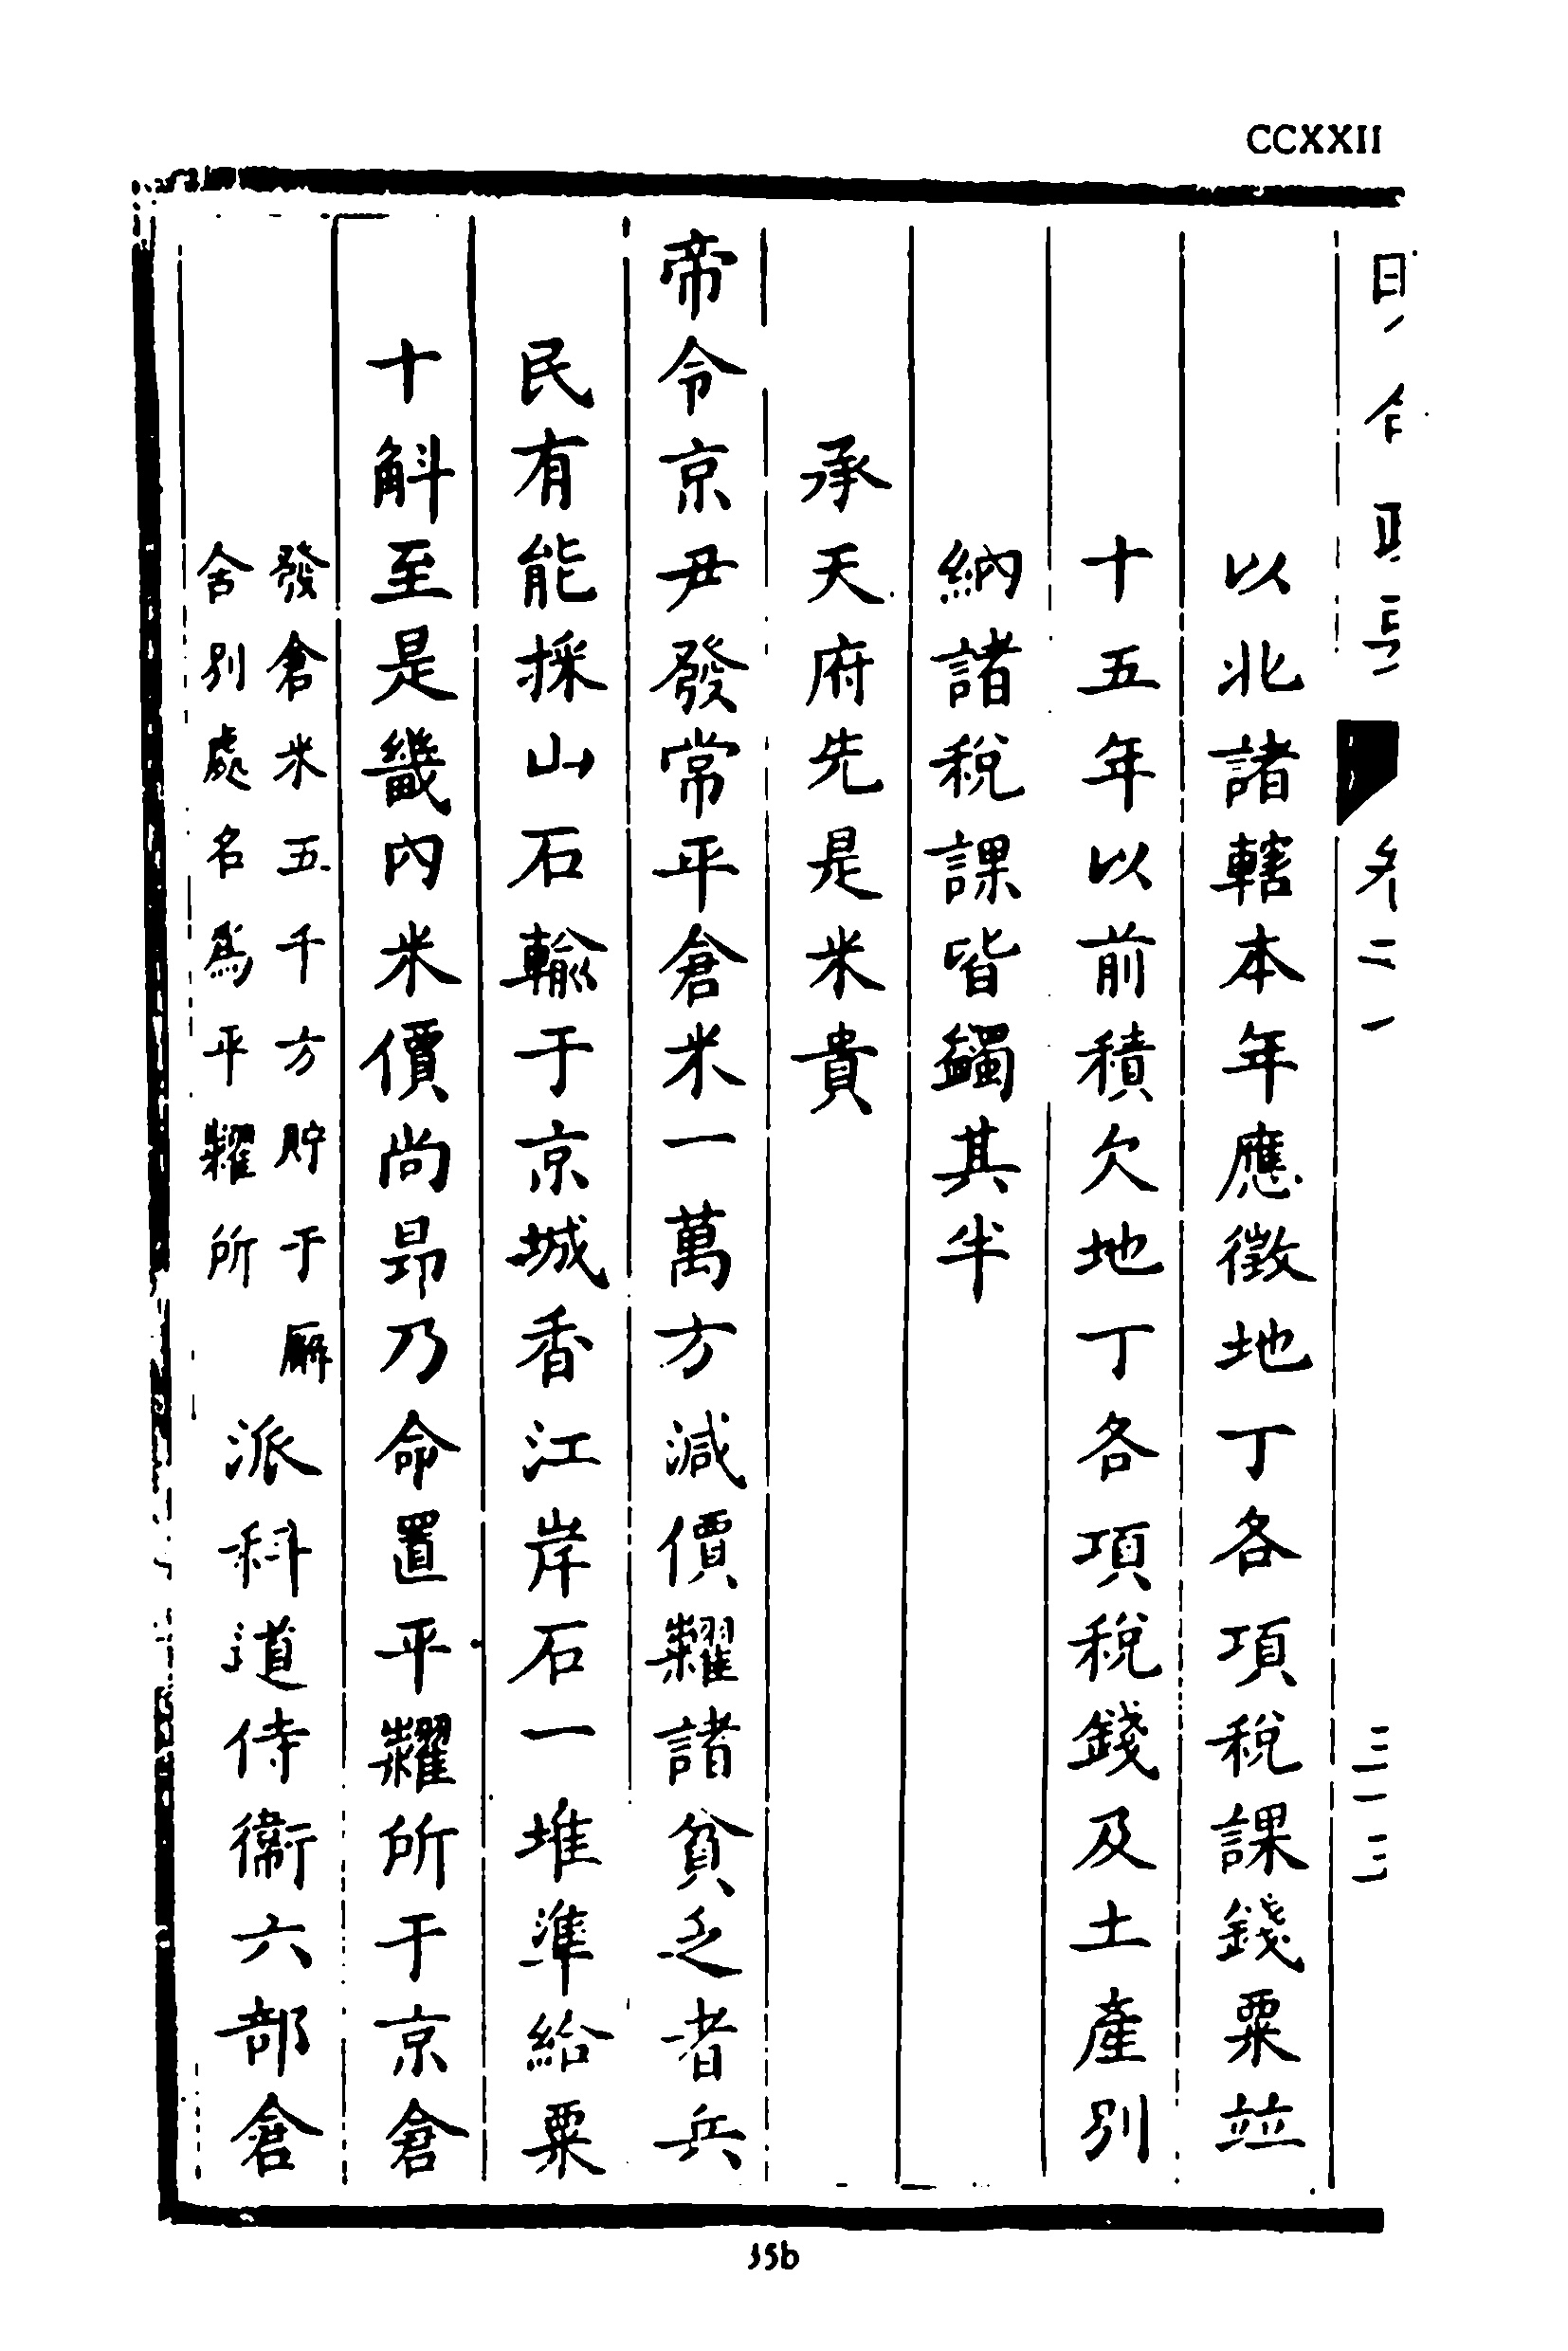 CCXXII
以北諸轄本年應徵地丁各項稅課錢粟並
十五年以前積欠地丁各項稅錢及土產別
納諸稅課皆蠲其半
承天府先是米貴
帝令京尹發常平倉米一萬方減價糶諸貧乏者兵
民有能採山石輸于京城香江岸石一堆準給粟
十斛至是畿內米價尚昂乃命置平糶所于京倉
發倉米五千方貯于廨
舍別處名爲平糶所
派科道侍衞六部倉
35b